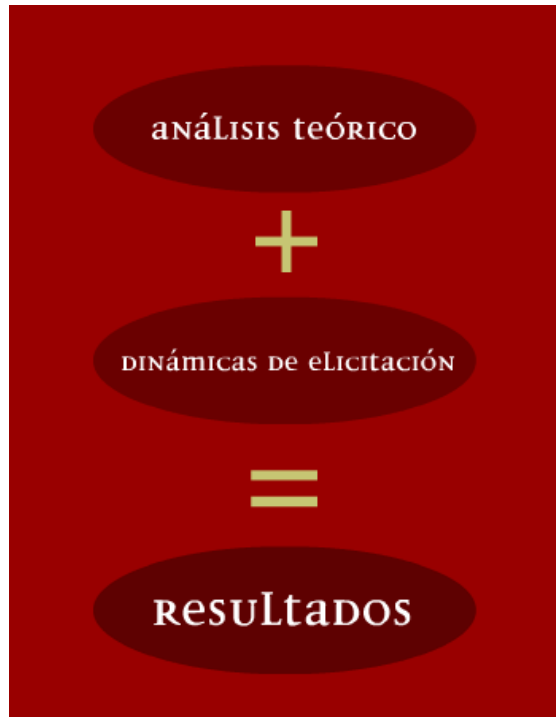 análisis teórico
+
dinámicas de elicitación
=
resultados